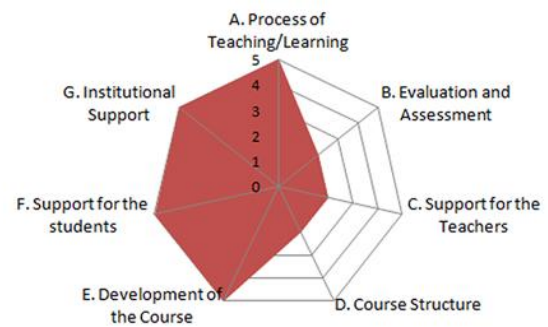 A. Process of
Teaching/Learning
5
4
3
2
1
0
B. Evaluation and
Assessment
C. Support for the
Teachers
D. Course Structure
E. Development of
the Course
F. Support for the
students
G. Institutional
Support